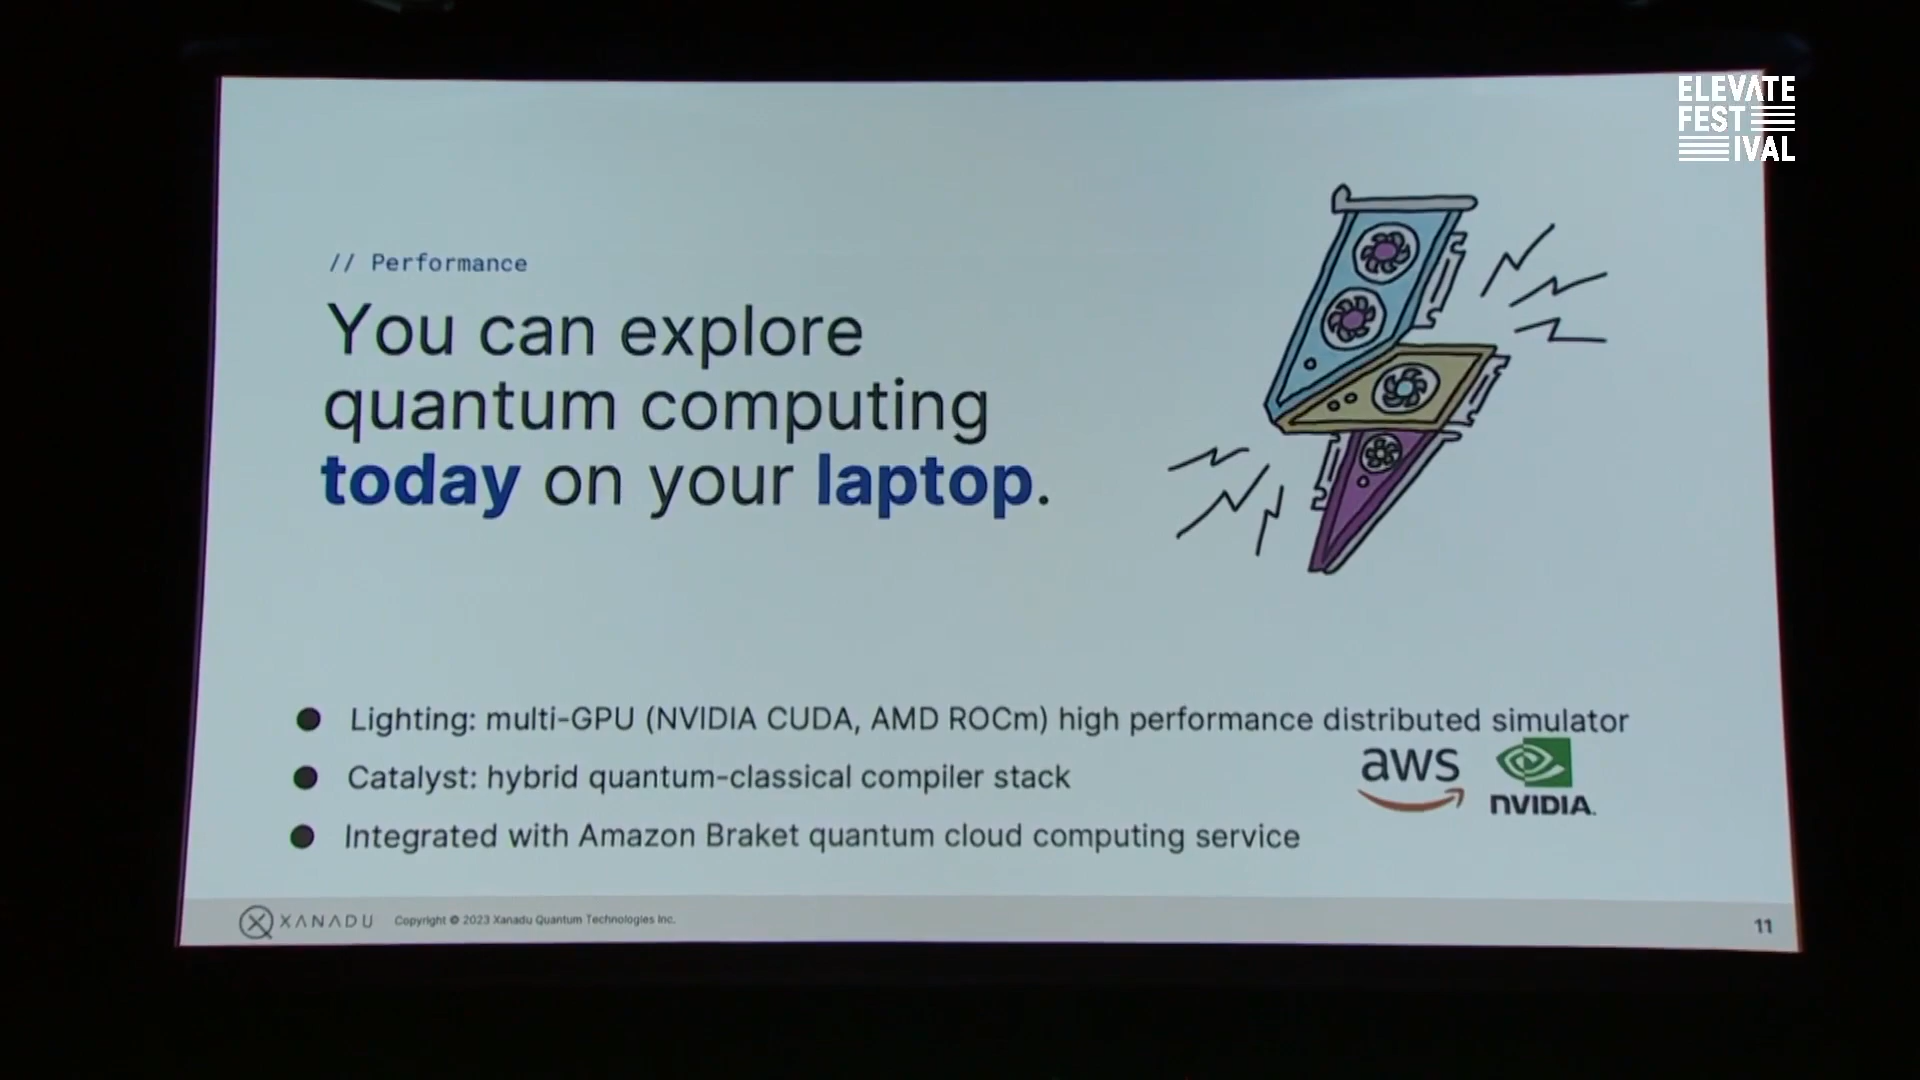 ELEVATE
FEST
IVAL
// Performance
You can explore
quantum computing
today on your laptop.
● Lighting: multi-GPU (NVIDIA CUDA, AMD ROCm) high performance distributed simulator
● Catalyst: hybrid quantum-classical compiler stack
● Integrated with Amazon Braket quantum cloud computing service
aws
NVIDIA.
XANADU
Copyright © 2023 Xanadu Quantum Technologies Inc.
11